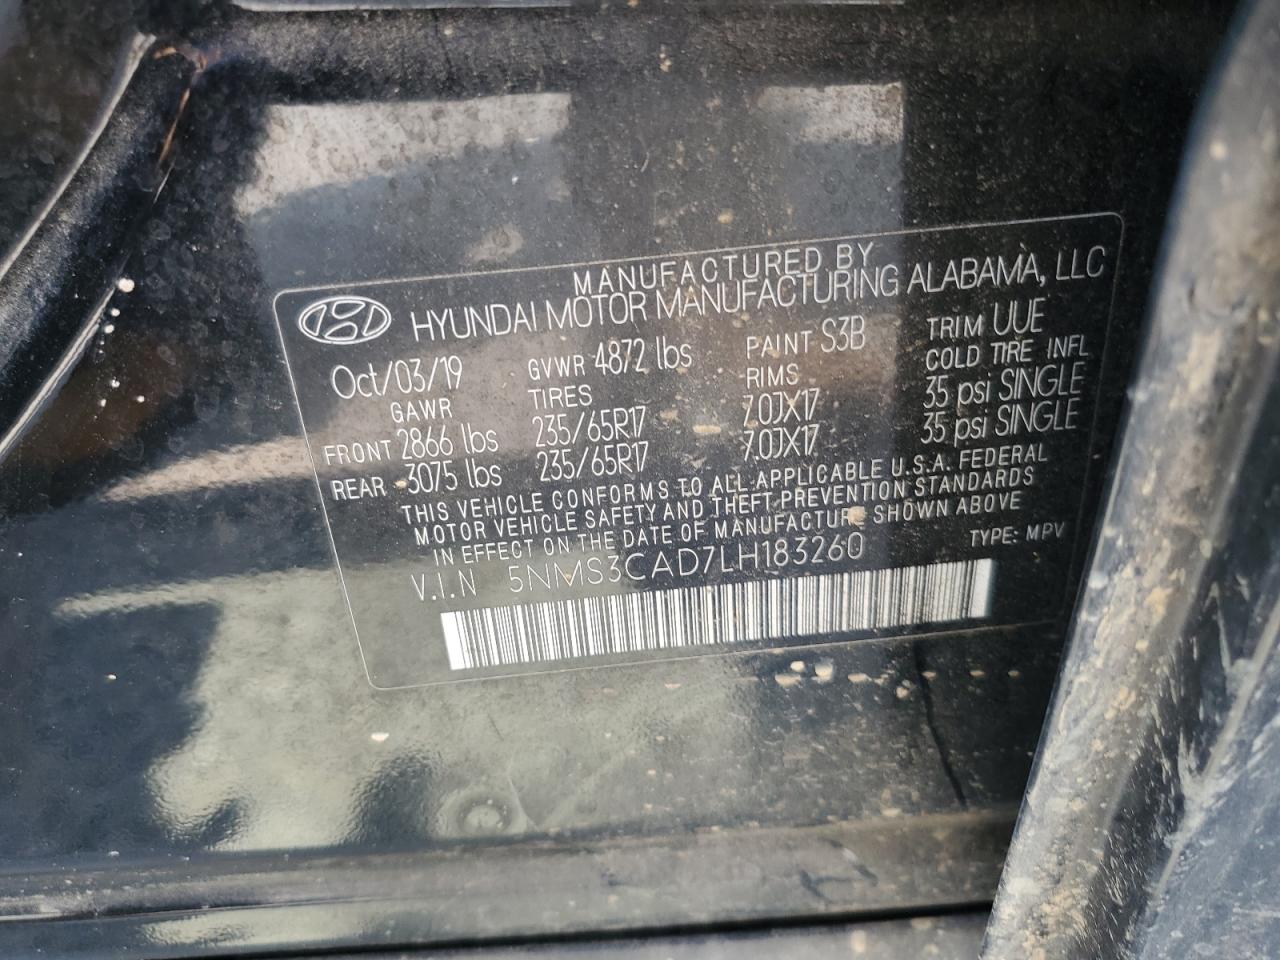 MANUFACTURED BY
HYUNDAI MOTOR MANUFACTURING ALABAMA, LLC
Oct/03/19 GVWR 4872 lbs PAINT S3B TRIM UUE
GAWR TIRES RIMS COLD TIRE INFL
FRONT 2866 lbs 235/65R17 7.0JX17 35 psi SINGLE
REAR 3075 lbs 235/65R17 7.0JX17 35 psi SINGLE
THIS VEHICLE CONFORMS TO ALL APPLICABLE U.S.A. FEDERAL
MOTOR VEHICLE SAFETY AND THEFT PREVENTION STANDARDS
IN EFFECT ON THE DATE OF MANUFACTURE SHOWN ABOVE
V.I.N 5NMS3CAD7LH183260 TYPE: MPV